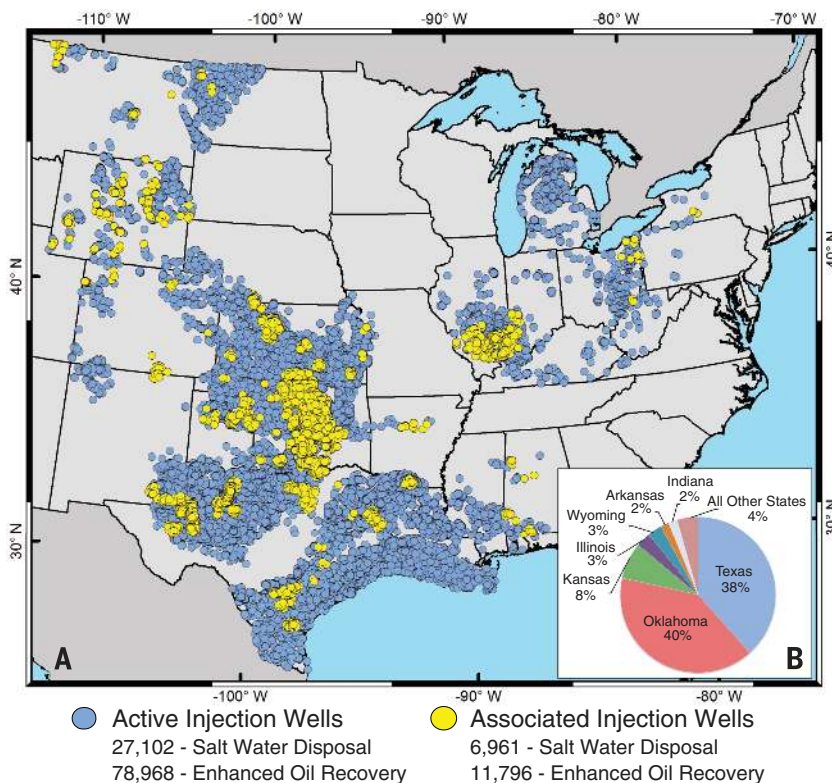 -110° W
-100° W
-90° W
-80° W
-70° W
40° N
40° N
30° N
30° N
Indiana
2%
Arkansas
2%
All Other States
4%
Wyoming
3%
Illinois
3%
Kansas
8%
Texas
38%
Oklahoma
40%
A
B
-100° W
-90° W
-80° W
Active Injection Wells
27,102 - Salt Water Disposal
78,968 - Enhanced Oil Recovery
Associated Injection Wells
6,961 - Salt Water Disposal
11,796 - Enhanced Oil Recovery